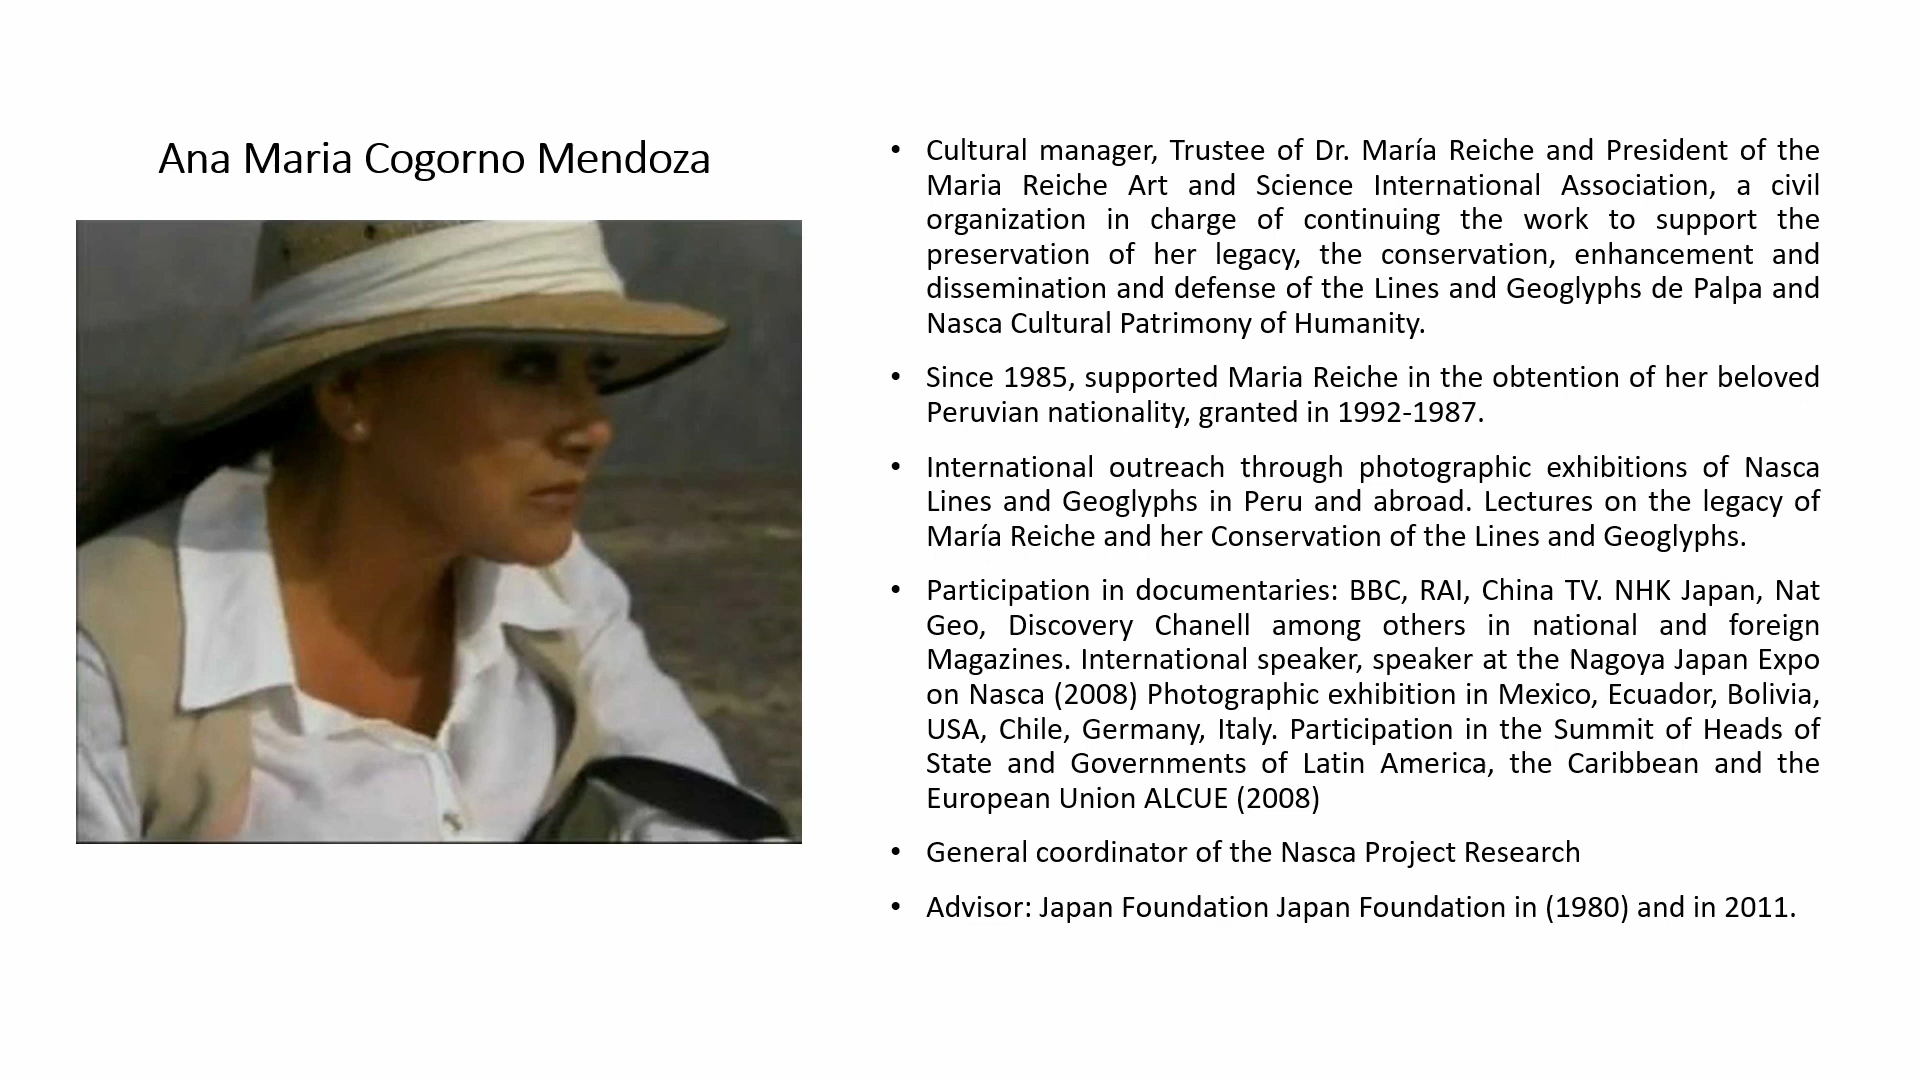 Ana Maria Cogorno Mendoza
• Cultural manager, Trustee of Dr. María Reiche and President of the
Maria Reiche Art and Science International Association, a civil
organization in charge of continuing the work to support the
preservation of her legacy, the conservation, enhancement and
dissemination and defense of the Lines and Geoglyphs de Palpa and
Nasca Cultural Patrimony of Humanity.
• Since 1985, supported Maria Reiche in the obtention of her beloved
Peruvian nationality, granted in 1992-1987.
• International outreach through photographic exhibitions of Nasca
Lines and Geoglyphs in Peru and abroad. Lectures on the legacy of
María Reiche and her Conservation of the Lines and Geoglyphs.
• Participation in documentaries: BBC, RAI, China TV. NHK Japan, Nat
Geo, Discovery Chanell among others in national and foreign
Magazines. International speaker, speaker at the Nagoya Japan Expo
on Nasca (2008) Photographic exhibition in Mexico, Ecuador, Bolivia,
USA, Chile, Germany, Italy. Participation in the Summit of Heads of
State and Governments of Latin America, the Caribbean and the
European Union ALCUE (2008)
• General coordinator of the Nasca Project Research
• Advisor: Japan Foundation Japan Foundation in (1980) and in 2011.